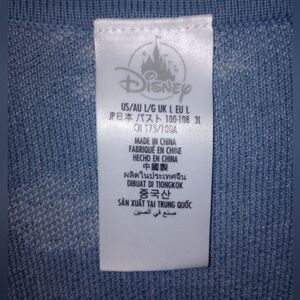 Disney
US/AU L/G UK L EU L
JP日本 バスト 100-108 3L
CN 175/100A
MADE IN CHINA
FABRIQUÉ EN CHINE
HECHO EN CHINA
中國製
ผลิตในประเทศจีน
DIBUAT DI TIONGKOK
중국산
SẢN XUẤT TẠI TRUNG QUỐC
صنع في الصين